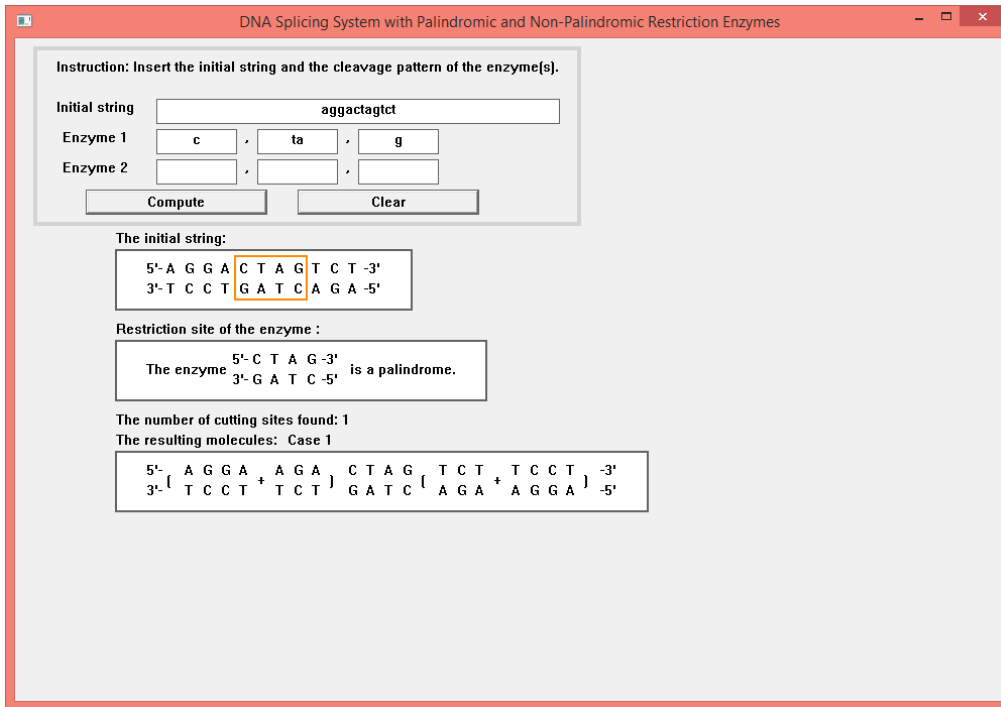 DNA Splicing System with Palindromic and Non-Palindromic Restriction Enzymes
Instruction: Insert the initial string and the cleavage pattern of the enzyme(s).
Initial string aggactagtct
Enzyme 1 c , ta , g
Enzyme 2 , ,
Compute Clear
The initial string:
5'- A G G A C T A G T C T -3'
3'- T C C T G A T C A G A -5'
Restriction site of the enzyme :
5'- C T A G -3'
The enzyme is a palindrome.
3'- G A T C -5'
The number of cutting sites found: 1
The resulting molecules: Case 1
5'- ( A G G A + A G A ) C T A G ( T C T + T C C T ) -3'
3'- T C C T T C T G A T C A G A A G G A -5'